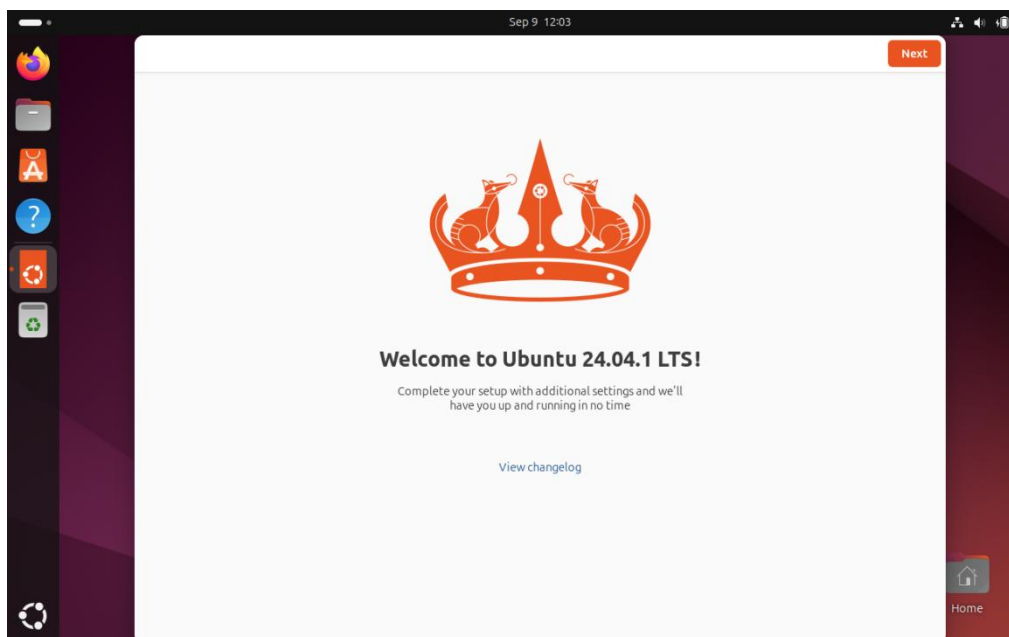 Sep 9 12:03
Next
Welcome to Ubuntu 24.04.1 LTS!
Complete your setup with additional settings and we'll
have you up and running in no time
View changelog
Home